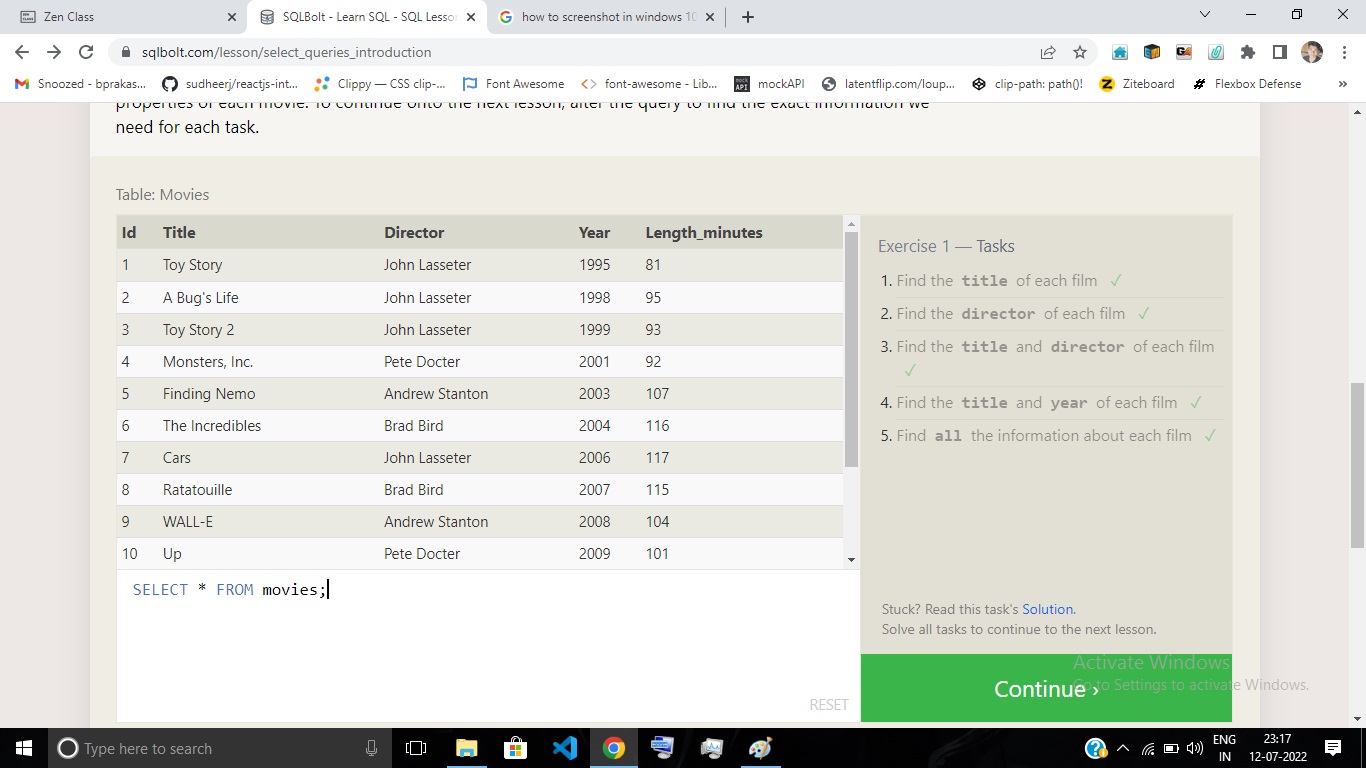 Zen Class
SQLBolt - Learn SQL - SQL Lesso
how to screenshot in windows 10
sqlbolt.com/lesson/select_queries_introduction
Snoozed - bprakas...
sudheerj/reactjs-int...
Clippy — CSS clip-...
Font Awesome
font-awesome - Lib...
mockAPI
latentflip.com/loup...
clip-path: path()!
Ziteboard
Flexbox Defense
»
properties of each movie. To continue onto the next lesson, alter the query to find the exact information we
need for each task.
Table: Movies
Id Title Director Year Length_minutes
1 Toy Story John Lasseter 1995 81
2 A Bug's Life John Lasseter 1998 95
3 Toy Story 2 John Lasseter 1999 93
4 Monsters, Inc. Pete Docter 2001 92
5 Finding Nemo Andrew Stanton 2003 107
6 The Incredibles Brad Bird 2004 116
7 Cars John Lasseter 2006 117
8 Ratatouille Brad Bird 2007 115
9 WALL-E Andrew Stanton 2008 104
10 Up Pete Docter 2009 101
SELECT * FROM movies;
RESET
Exercise 1 — Tasks
1. Find the title of each film ✓
2. Find the director of each film ✓
3. Find the title and director of each film
✓
4. Find the title and year of each film ✓
5. Find all the information about each film ✓
Stuck? Read this task's Solution.
Solve all tasks to continue to the next lesson.
Continue ›
Activate Windows
Go to Settings to activate Windows.
Type here to search
ENG
IN
23:17
12-07-2022